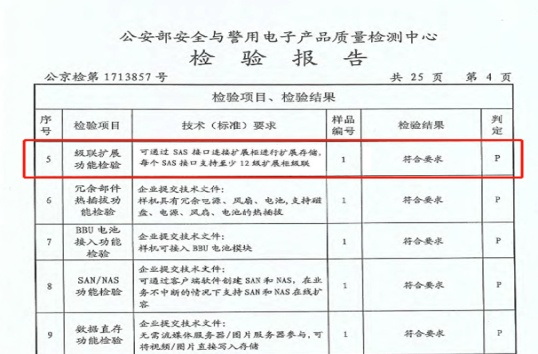 公安部安全与警用电子产品质量检测中心
检 验 报 告
公京检第 1713857 号 共 25 页 第 4 页
检验项目、检验结果
序号 检验项目 技术（标准）要求 样品编号 检验结果 判定
5 级联扩展功能检验 可通过 SAS 接口连接扩展柜进行扩展存储，每个 SAS 接口支持至少 12 级扩展柜级联 1 符合要求 P
6 冗余部件热插拔功能检验 企业提交技术文件：样机具有冗余电源、风扇、电池，支持磁盘、电源、风扇、电池的热插拔 1 符合要求 P
7 BBU 电池接入功能检验 企业提交技术文件：样机可接入 BBU 电池模块 1 符合要求 P
8 SAN/NAS 功能检验 企业提交技术文件：可通过客户端软件创建 SAN 和 NAS，在业务不中断的情况下支持 SAN 和 NAS 在线扩容 1 符合要求 P
9 数据直存功能检验 企业提交技术文件：无需流媒体服务器/图片服务器参与，可将视频/图片直接写入存储 1 符合要求 P